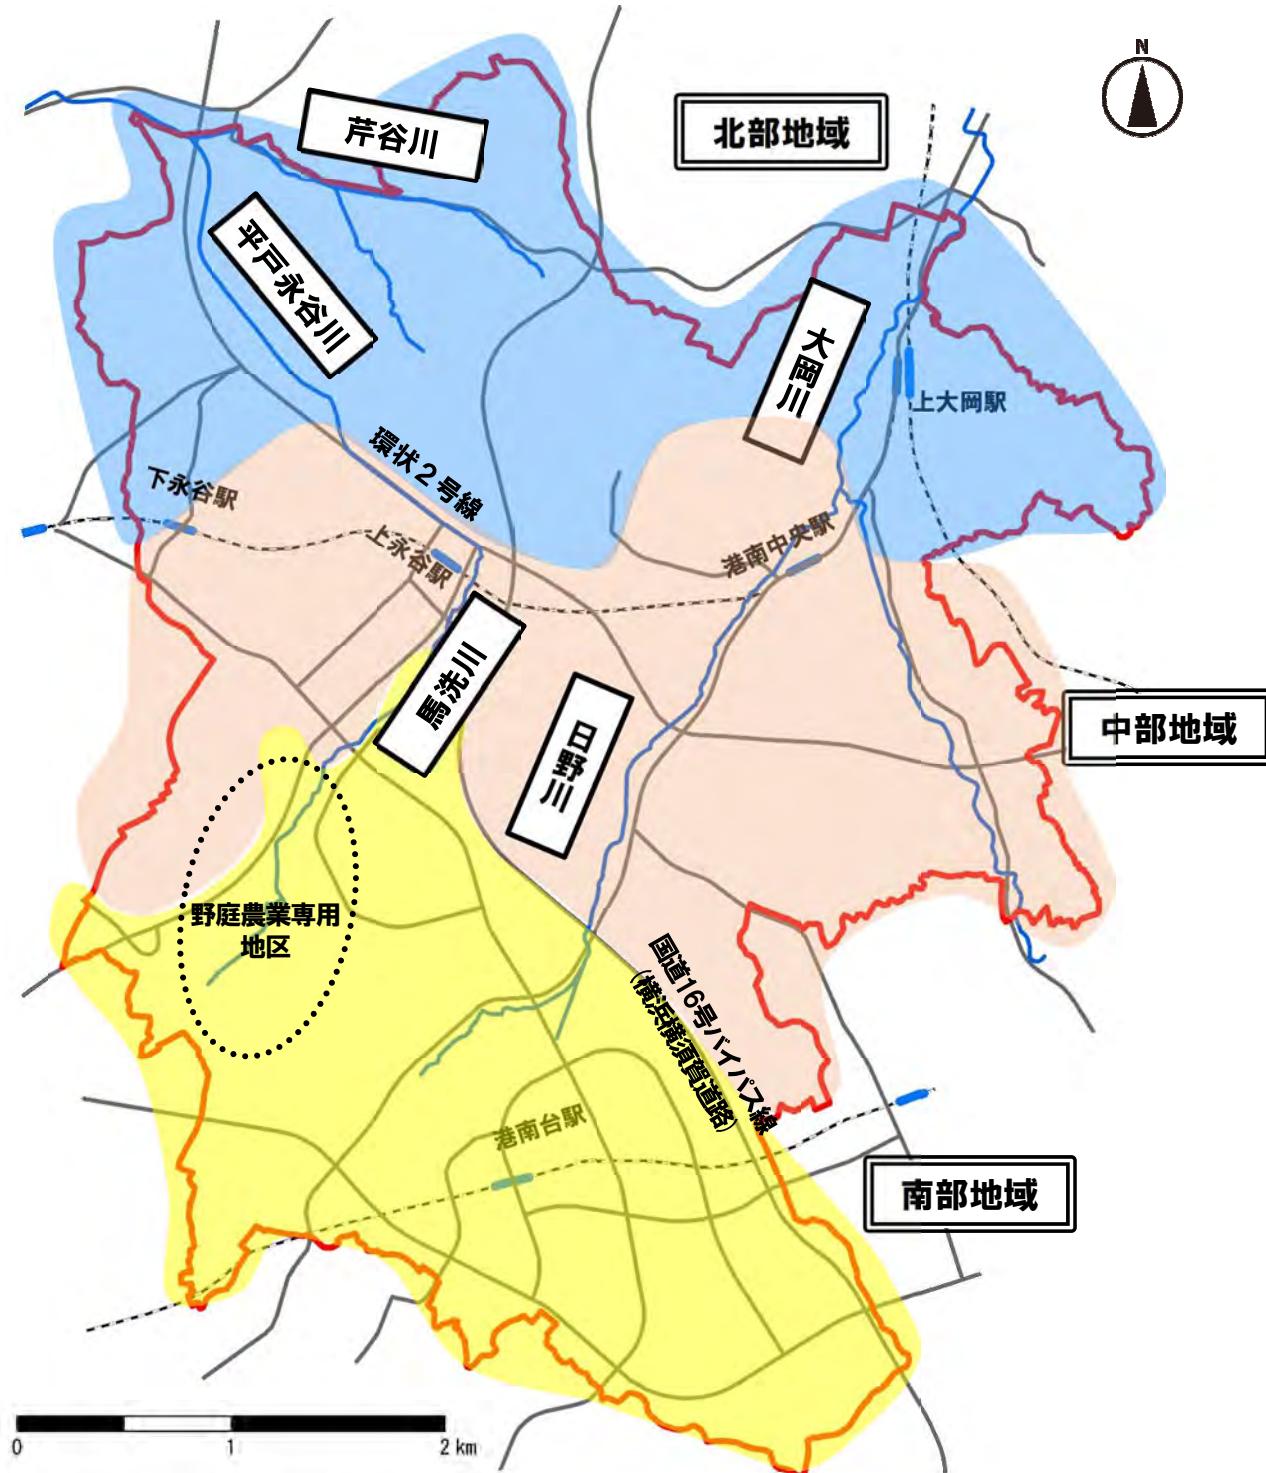 N
北部地域
芹谷川
平戸永谷川
大岡川
上大岡駅
環状２号線
下永谷駅
上永谷駅
港南中央駅
馬洗川
日野川
中部地域
野庭農業専用
地区
国道16号バイパス線
(横浜横須賀道路)
港南台駅
南部地域
0 1 2 km